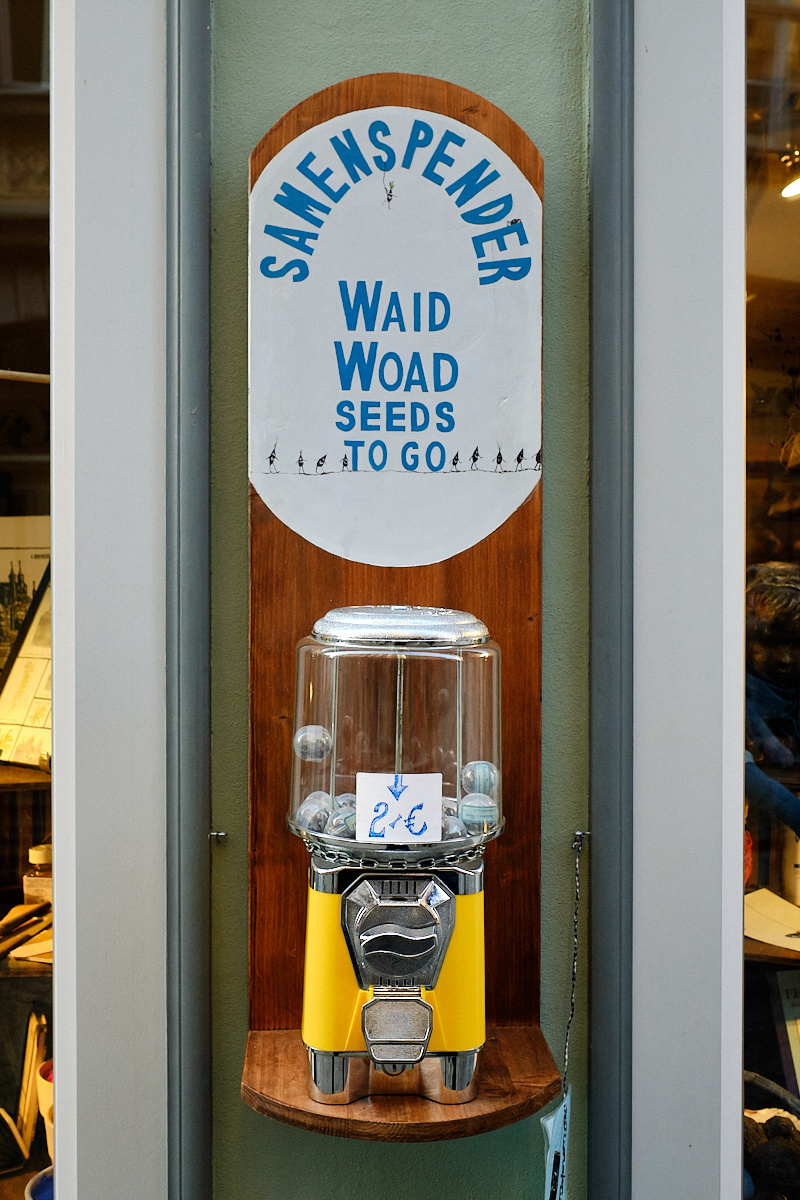 SAMENSPENDER
WAID
WOAD
SEEDS
TO GO
2,-€